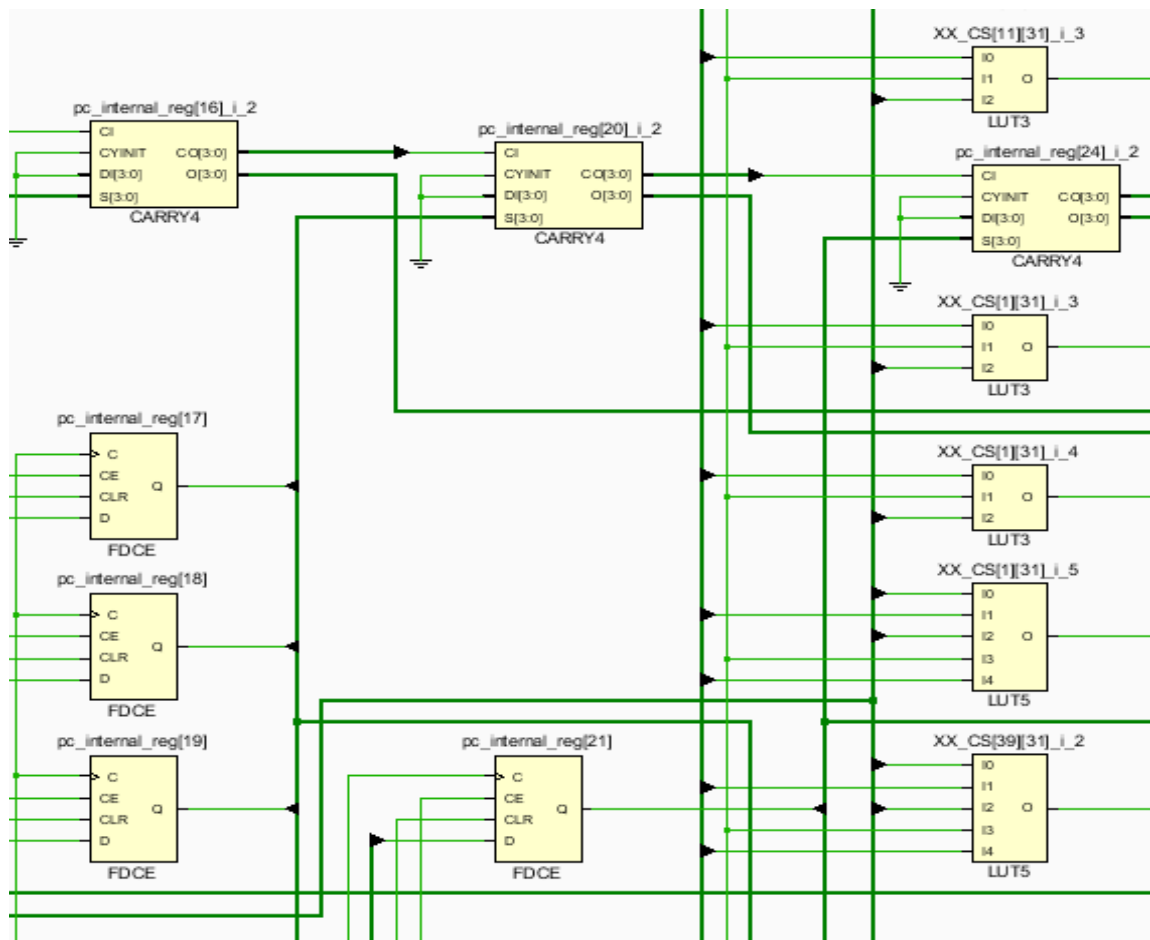 XX_CS[11][31]_i_3
I0
I1
I2
O
LUT3
pc_internal_reg[16]_i_2
CI
CYINIT
DI[3:0]
S[3:0]
CO[3:0]
O[3:0]
CARRY4
pc_internal_reg[20]_i_2
CI
CYINIT
DI[3:0]
S[3:0]
CO[3:0]
O[3:0]
CARRY4
pc_internal_reg[24]_i_2
CI
CYINIT
DI[3:0]
S[3:0]
CO[3:0]
O[3:0]
CARRY4
XX_CS[1][31]_i_3
I0
I1
I2
O
LUT3
pc_internal_reg[17]
C
CE
CLR
D
Q
FDCE
XX_CS[1][31]_i_4
I0
I1
I2
O
LUT3
pc_internal_reg[18]
C
CE
CLR
D
Q
FDCE
XX_CS[1][31]_i_5
I0
I1
I2
I3
I4
O
LUT5
pc_internal_reg[19]
C
CE
CLR
D
Q
FDCE
pc_internal_reg[21]
C
CE
CLR
D
Q
FDCE
XX_CS[39][31]_i_2
I0
I1
I2
I3
I4
O
LUT5